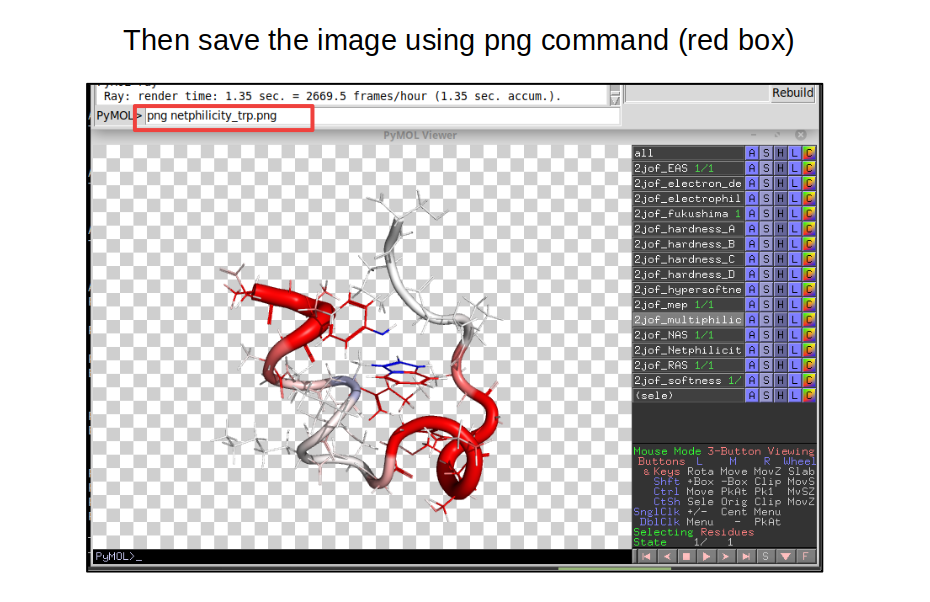 Then save the image using png command (red box)
Ray: render time: 1.35 sec. = 2669.5 frames/hour (1.35 sec. accum.).
Rebuild
PyMOL> png netphilicity_trp.png
PyMOL Viewer
all A S H L C
2jof_EAS 1/1 A S H L C
2jof_electron_de A S H L C
2jof_electrophil A S H L C
2jof_fukushima 1 A S H L C
2jof_hardness_A A S H L C
2jof_hardness_B A S H L C
2jof_hardness_C A S H L C
2jof_hardness_D A S H L C
2jof_hypersoftne A S H L C
2jof_mep 1/1 A S H L C
2jof_multiphilic A S H L C
2jof_NAS 1/1 A S H L C
2jof_Netphilicit A S H L C
2jof_RAS 1/1 A S H L C
2jof_softness 1/ A S H L C
(sele) A S H L C
Mouse Mode 3-Button Viewing
Buttons L M R Wheel
& Keys Rota Move MovZ Slab
Shft +Box -Box Clip MovS
Ctrl Move PkAt Pk1 MvSZ
CtSh Sele Orig Clip MovZ
SnglClk +/- Cent Menu
DblClk Menu - PkAt
Selecting Residues
State 1/ 1
PyMOL>_
S F